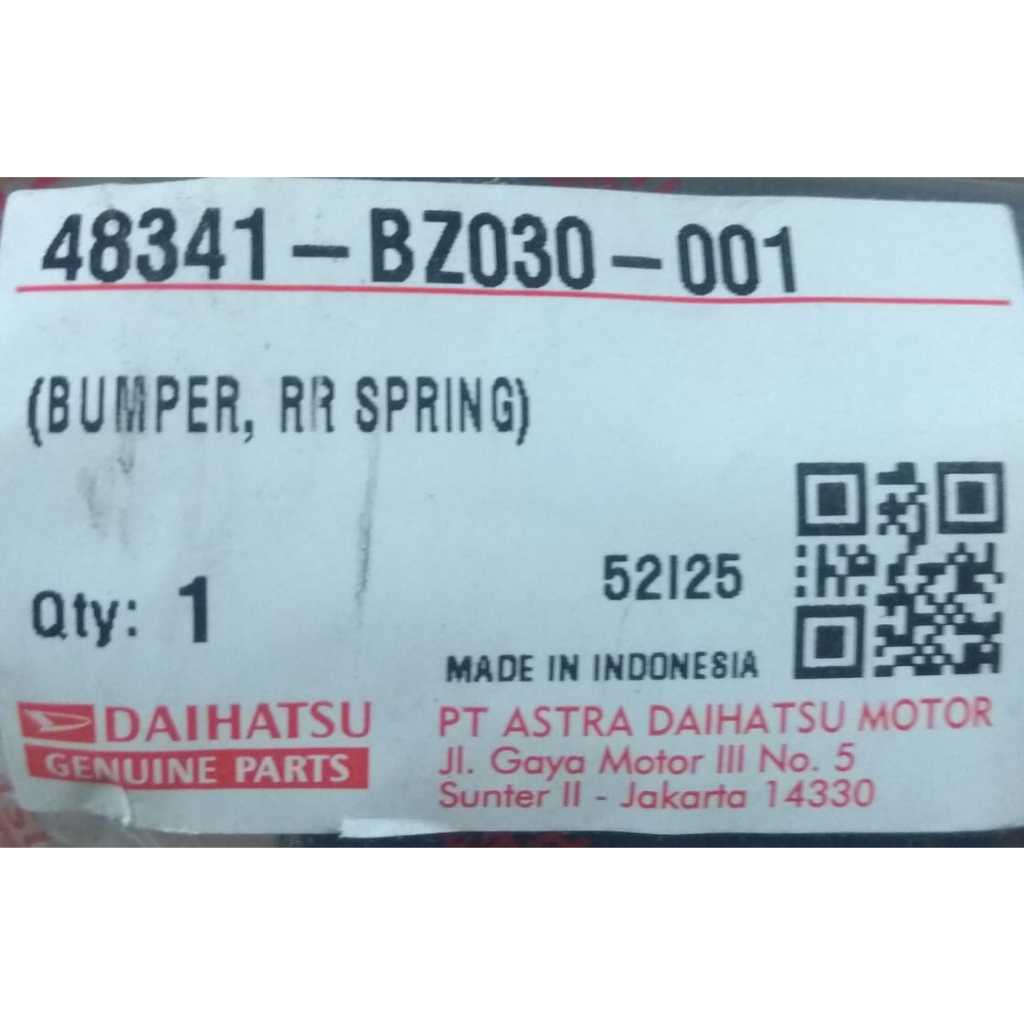 48341-BZ030-001
(BUMPER, RR SPRING)
52I25
Qty: 1
MADE IN INDONESIA
DAIHATSU
GENUINE PARTS
PT ASTRA DAIHATSU MOTOR
Jl. Gaya Motor III No. 5
Sunter II - Jakarta 14330